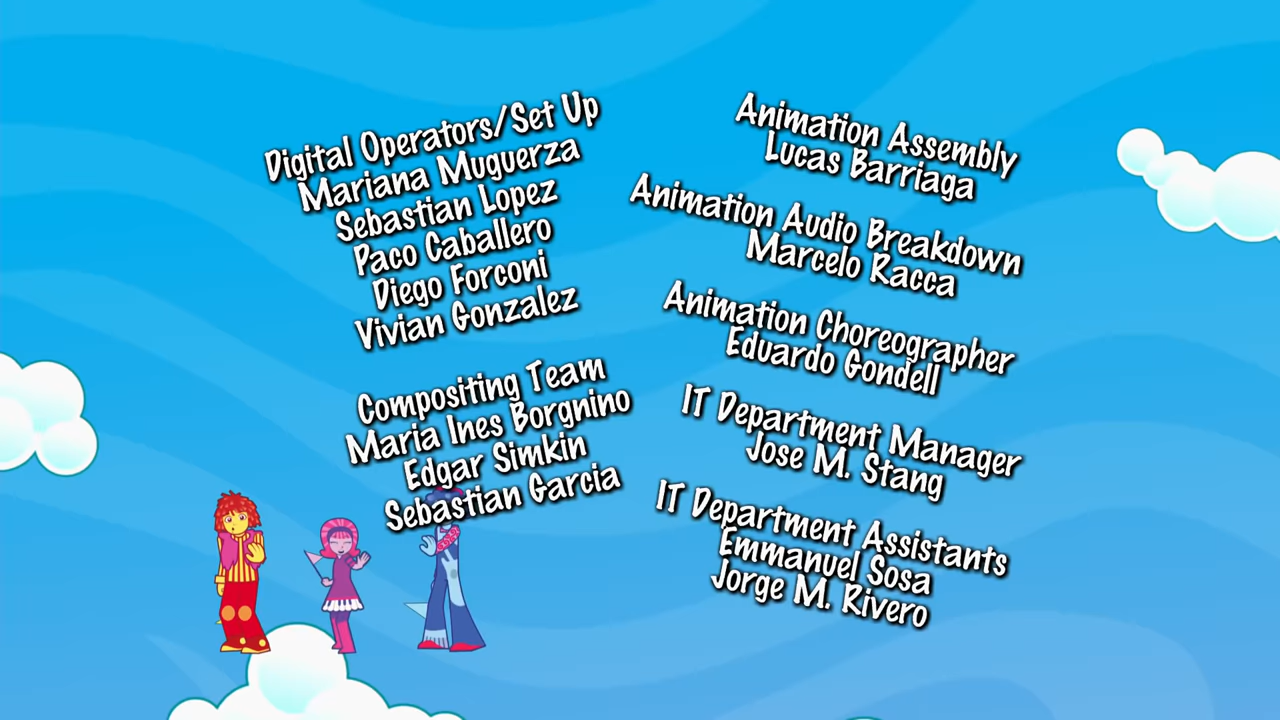 Digital Operators/Set Up
Mariana Muguerza
Sebastian Lopez
Paco Caballero
Diego Forconi
Vivian Gonzalez
Compositing Team
Maria Ines Borgnino
Edgar Simkin
Sebastian Garcia
Animation Assembly
Lucas Barriaga
Animation Audio Breakdown
Marcelo Racca
Animation Choreographer
Eduardo Gondell
IT Department Manager
Jose M. Stang
IT Department Assistants
Emmanuel Sosa
Jorge M. Rivero